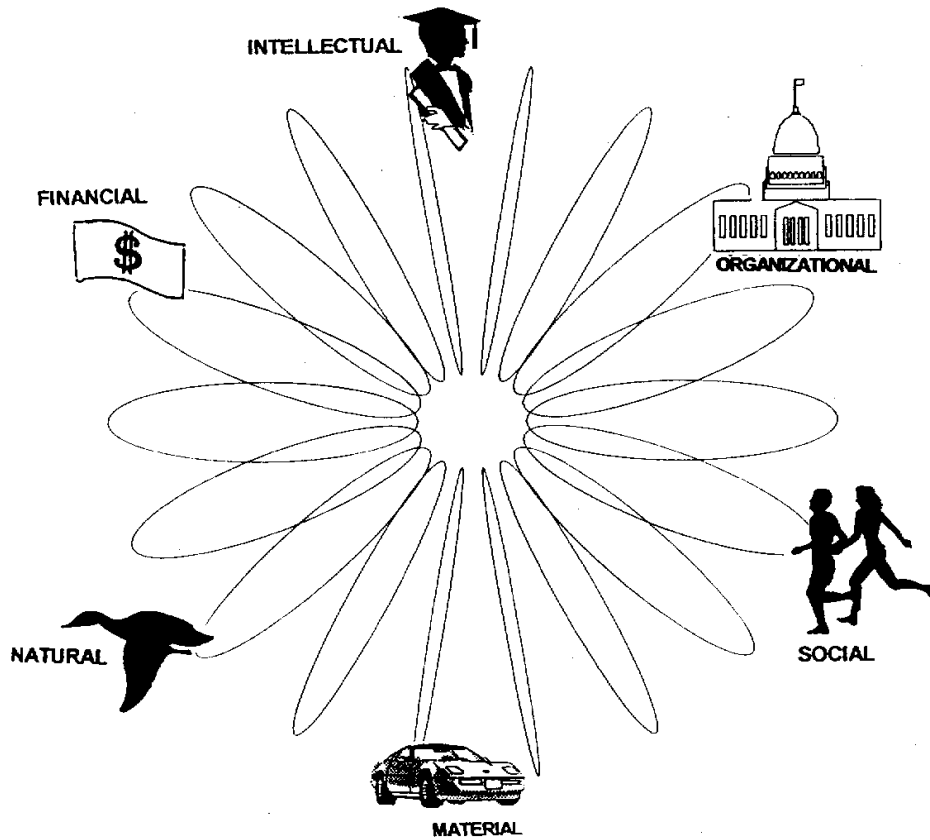 INTELLECTUAL
FINANCIAL
$
ORGANIZATIONAL
NATURAL
SOCIAL
MATERIAL